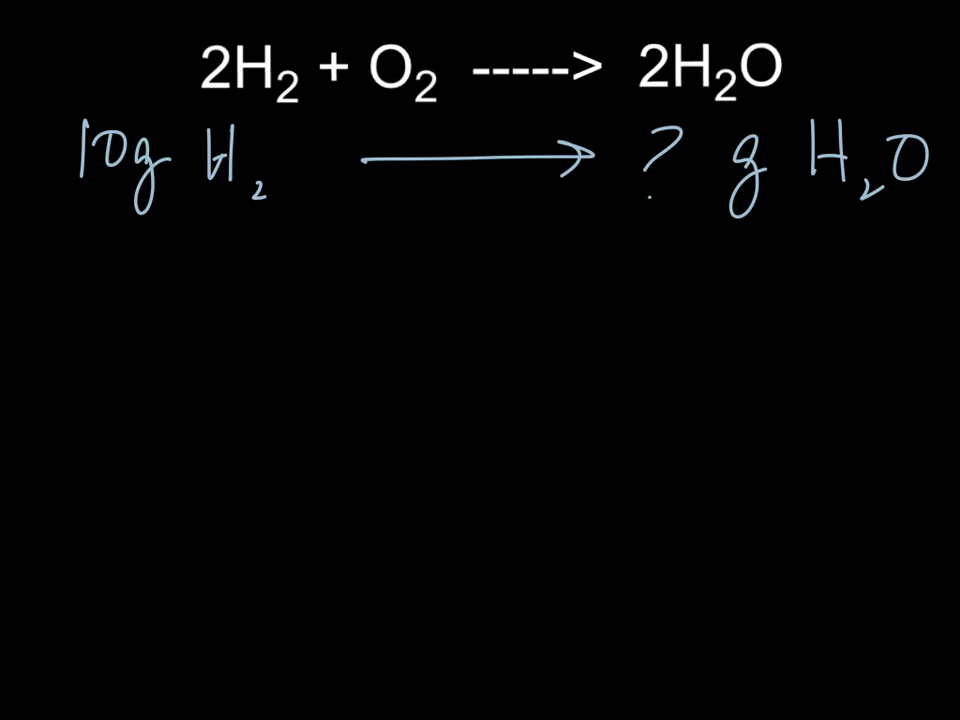 2H₂ + O₂ -----> 2H₂O
10g H₂ ⟶ ? g H₂O